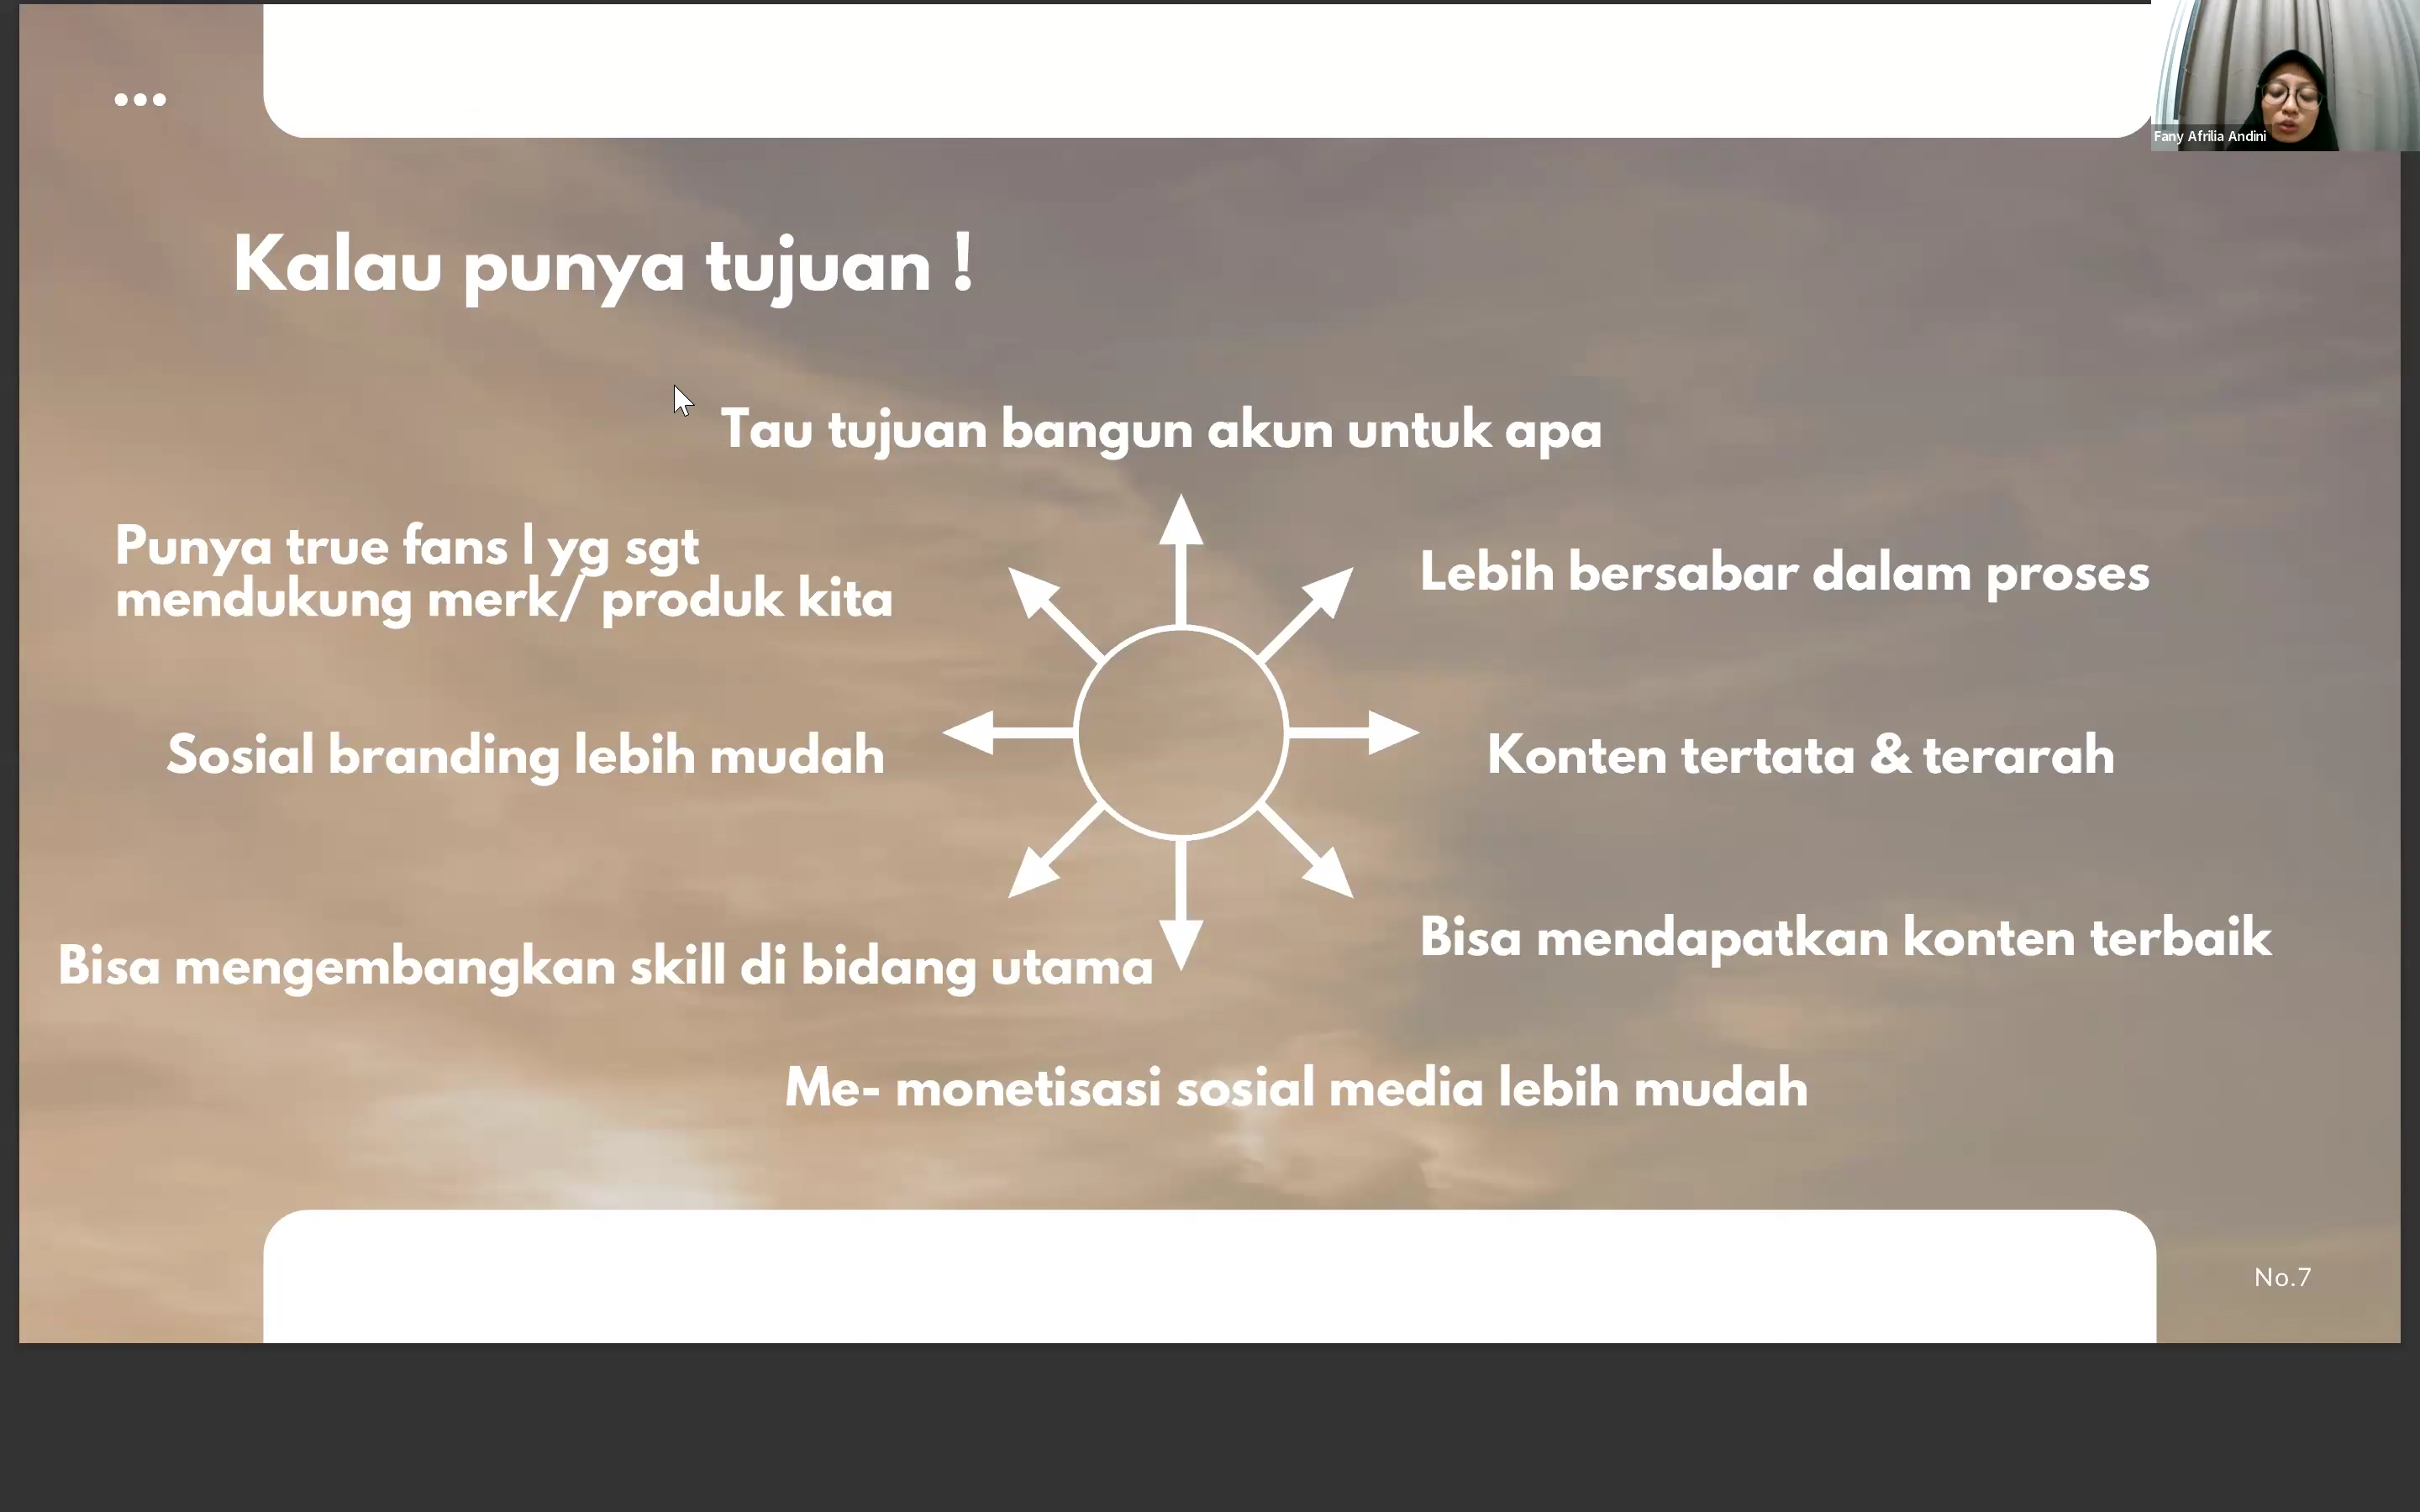 Fany Afrilia Andini
Kalau punya tujuan !
Tau tujuan bangun akun untuk apa
Punya true fans | yg sgt
mendukung merk/ produk kita
Lebih bersabar dalam proses
Sosial branding lebih mudah
Konten tertata & terarah
Bisa mengembangkan skill di bidang utama
Bisa mendapatkan konten terbaik
Me- monetisasi sosial media lebih mudah
No.7